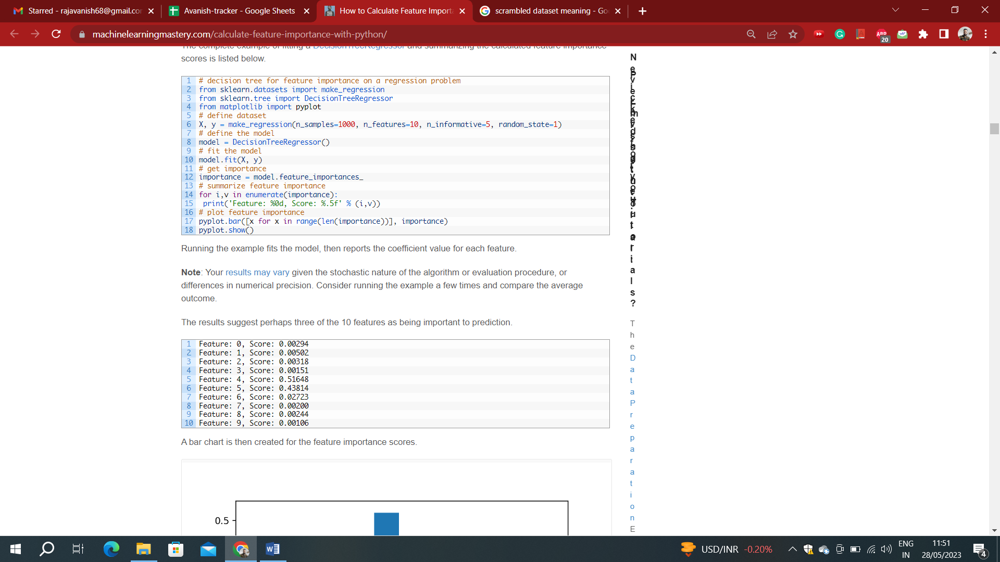 Starred - rajavanish68@gmail.com
Avanish-tracker - Google Sheets
How to Calculate Feature Importa
scrambled dataset meaning - Go
machinelearningmastery.com/calculate-feature-importance-with-python/
ABP
20
The complete example of fitting a DecisionTreeRegressor and summarizing the calculated feature importance
scores is listed below.
1 # decision tree for feature importance on a regression problem
2 from sklearn.datasets import make_regression
3 from sklearn.tree import DecisionTreeRegressor
4 from matplotlib import pyplot
5 # define dataset
6 X, y = make_regression(n_samples=1000, n_features=10, n_informative=5, random_state=1)
7 # define the model
8 model = DecisionTreeRegressor()
9 # fit the model
10 model.fit(X, y)
11 # get importance
12 importance = model.feature_importances_
13 # summarize feature importance
14 for i,v in enumerate(importance):
15  print('Feature: %0d, Score: %.5f' % (i,v))
16 # plot feature importance
17 pyplot.bar([x for x in range(len(importance))], importance)
18 pyplot.show()
Running the example fits the model, then reports the coefficient value for each feature.
Note: Your results may vary given the stochastic nature of the algorithm or evaluation procedure, or
differences in numerical precision. Consider running the example a few times and compare the average
outcome.
The results suggest perhaps three of the 10 features as being important to prediction.
1 Feature: 0, Score: 0.00294
2 Feature: 1, Score: 0.00502
3 Feature: 2, Score: 0.00318
4 Feature: 3, Score: 0.00151
5 Feature: 4, Score: 0.51648
6 Feature: 5, Score: 0.43814
7 Feature: 6, Score: 0.02723
8 Feature: 7, Score: 0.00200
9 Feature: 8, Score: 0.00244
10 Feature: 9, Score: 0.00106
A bar chart is then created for the feature importance scores.
0.5
The Data Preparation E
USD/INR -0.20%
ENG
IN
11:51
28/05/2023
4